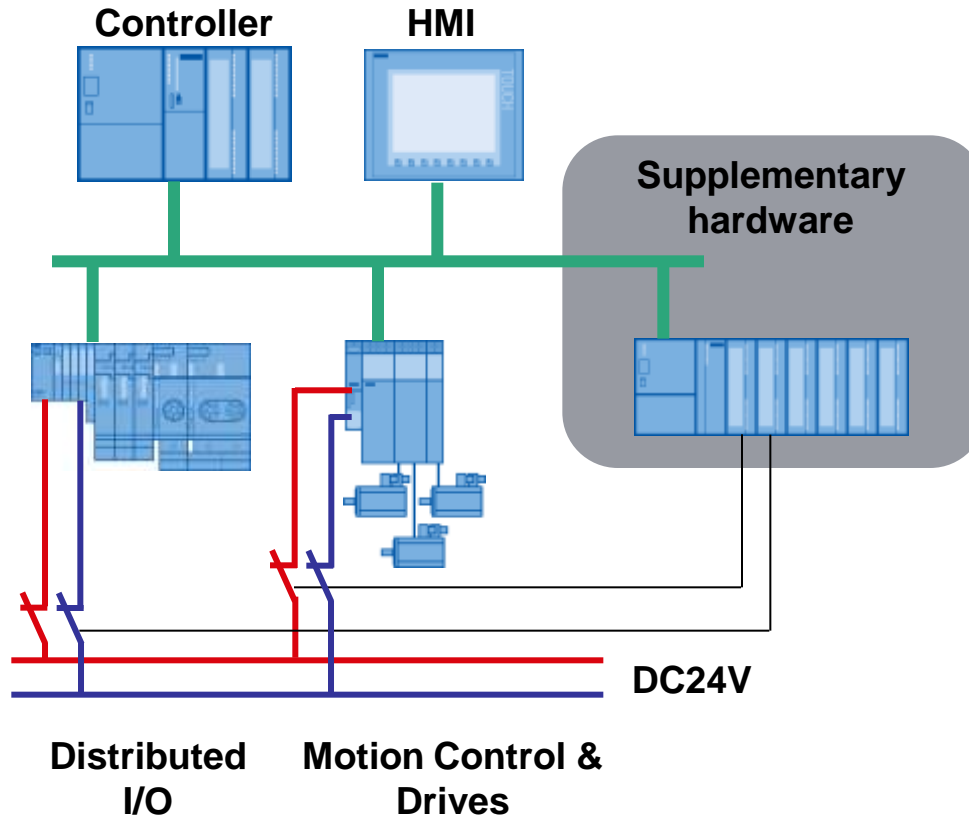 Controller
HMI
Supplementary
hardware
DC24V
Distributed
I/O
Motion Control &
Drives